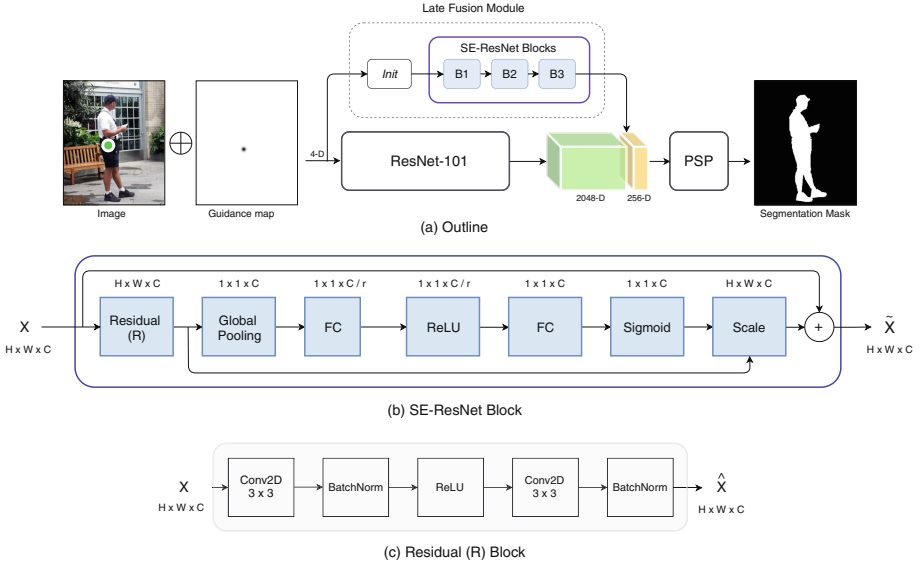 Late Fusion Module
SE-ResNet Blocks
Init
B1
B2
B3
4-D
ResNet-101
PSP
2048-D
256-D
Image
Guidance map
Segmentation Mask
(a) Outline
H x W x C
1 x 1 x C
1 x 1 x C / r
1 x 1 x C / r
1 x 1 x C
1 x 1 x C
H x W x C
X
Residual
(R)
Global
Pooling
FC
ReLU
FC
Sigmoid
Scale
+
X̃
H x W x C
H x W x C
(b) SE-ResNet Block
X
Conv2D
3 x 3
BatchNorm
ReLU
Conv2D
3 x 3
BatchNorm
X̂
H x W x C
H x W x C
(c) Residual (R) Block